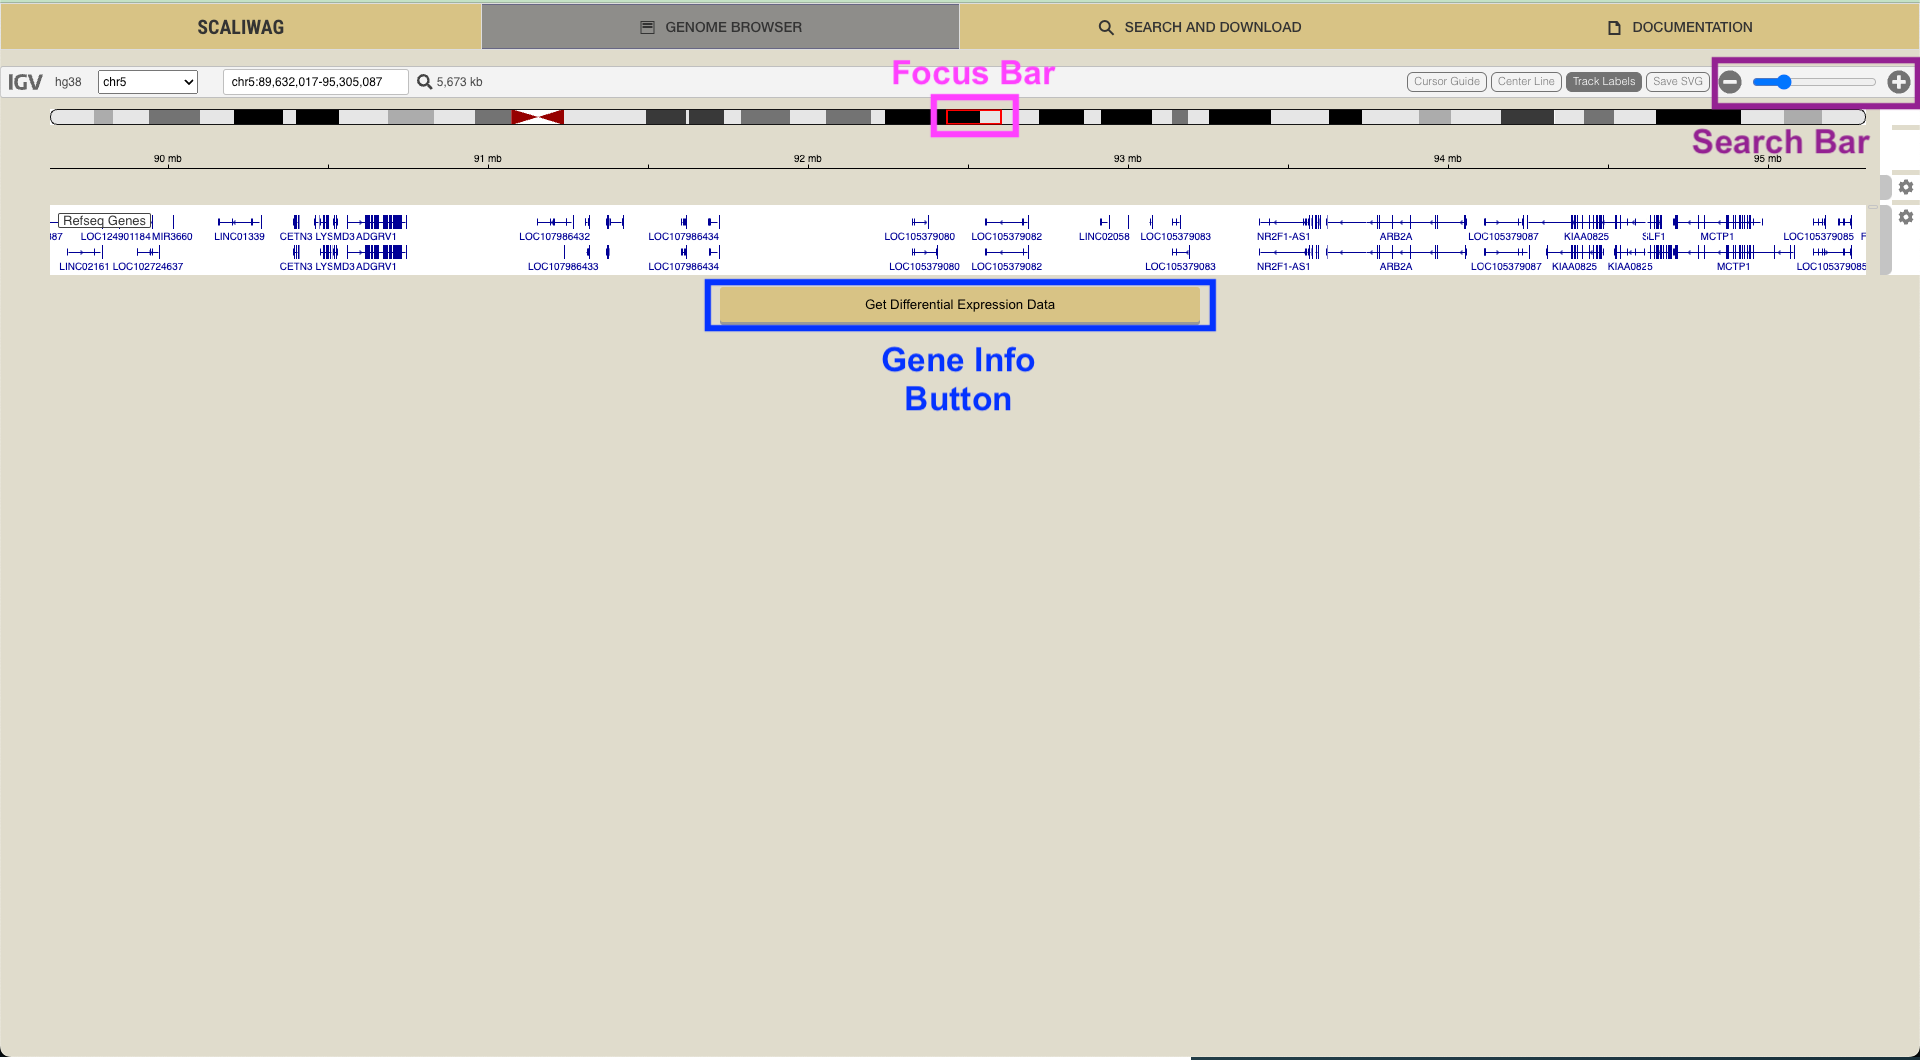 SCALIWAG
GENOME BROWSER
SEARCH AND DOWNLOAD
DOCUMENTATION
IGV hg38 chr5 chr5:89,632,017-95,305,087 5,673 kb
Focus Bar
Cursor Guide Center Line Track Labels Save SVG
Search Bar
90 mb 91 mb 92 mb 93 mb 94 mb 95 mb
Refseq Genes
LOC124901184 MIR3660 LINC01339 CETN3 LYSMD3 ADGRV1 LOC107986432 LOC107986434 LOC105379080 LOC105379082 LINC02058 LOC105379083 NR2F1-AS1 ARB2A LOC105379087 KIAA0825 SLF1 MCTP1 LOC105379085 F
LINC02161 LOC102724637 CETN3 LYSMD3 ADGRV1 LOC107986433 LOC107986434 LOC105379080 LOC105379082 LOC105379083 NR2F1-AS1 ARB2A LOC105379087 KIAA0825 KIAA0825 MCTP1 LOC105379085
Get Differential Expression Data
Gene Info
Button